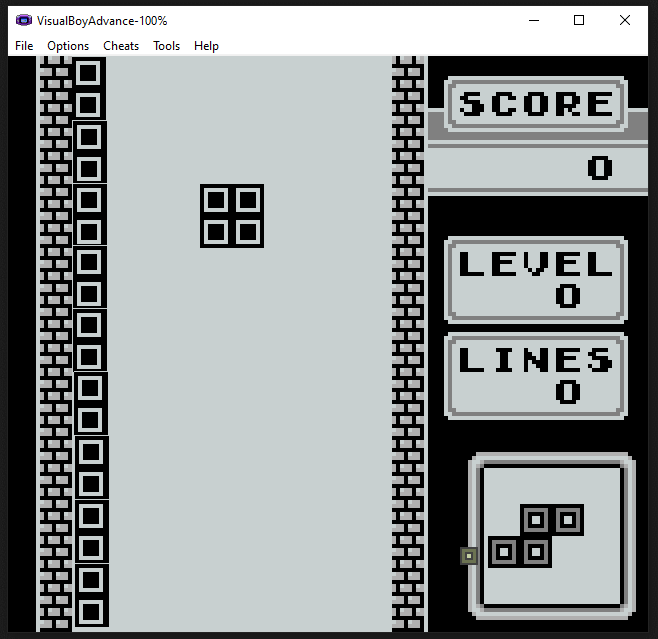 VisualBoyAdvance-100%
File Options Cheats Tools Help
SCORE
0
LEVEL
0
LINES
0